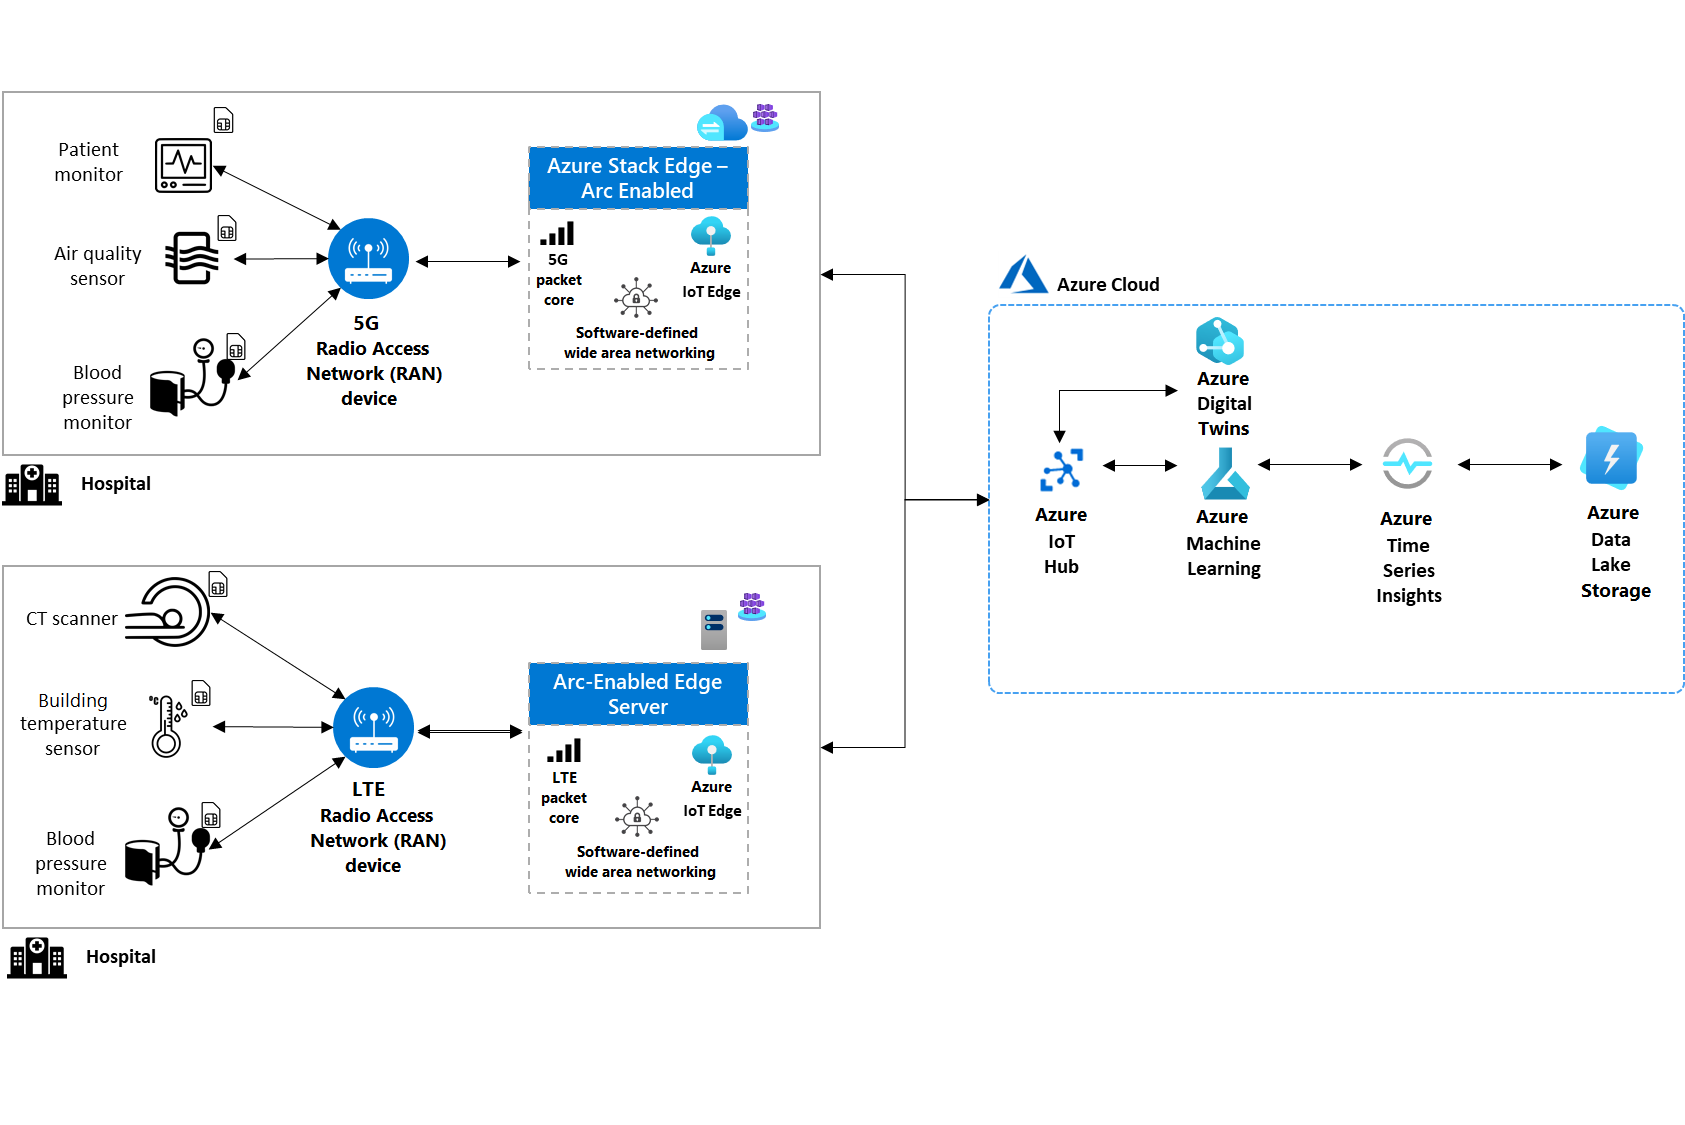 Patient
monitor
Air quality
sensor
Blood
pressure
monitor
5G
Radio Access
Network (RAN)
device
Azure Stack Edge –
Arc Enabled
5G
packet
core
Azure
IoT Edge
Software-defined
wide area networking
Hospital
CT scanner
Building
temperature
sensor
°C
Blood
pressure
monitor
LTE
Radio Access
Network (RAN)
device
Arc-Enabled Edge
Server
LTE
packet
core
Azure
IoT Edge
Software-defined
wide area networking
Hospital
Azure Cloud
Azure
Digital
Twins
Azure
IoT
Hub
Azure
Machine
Learning
Azure
Time
Series
Insights
Azure
Data
Lake
Storage